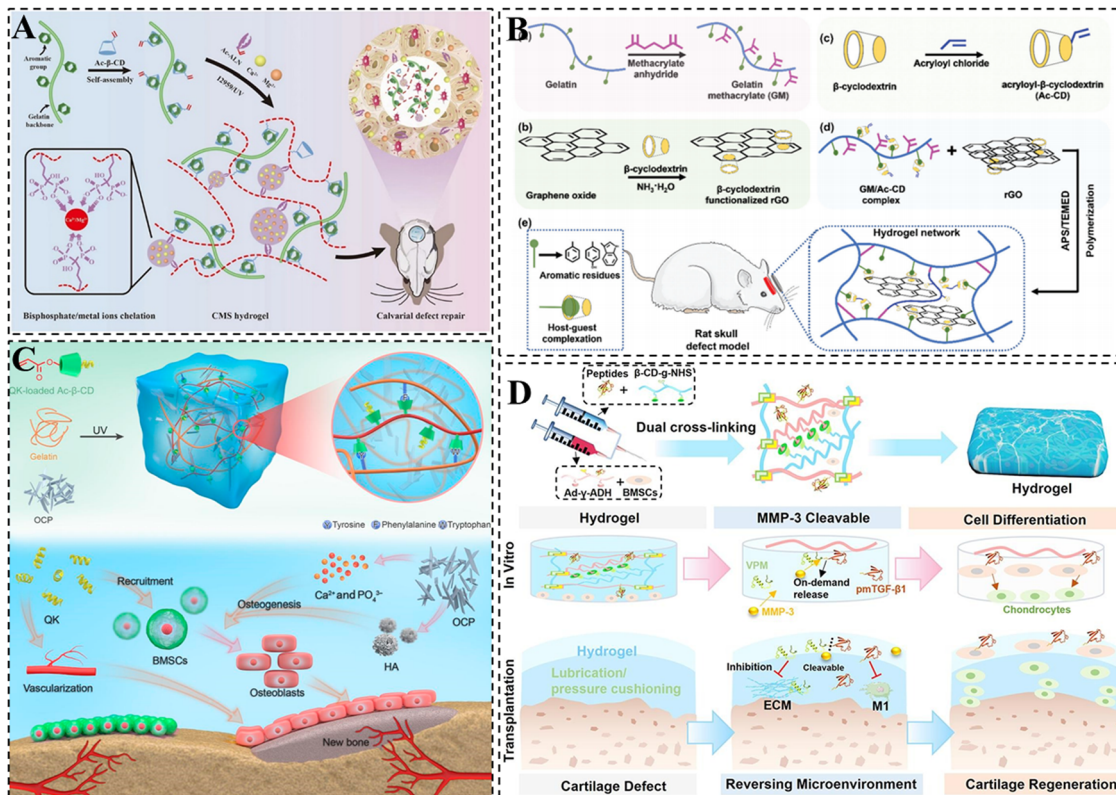 A
Aromatic
group
Ac-β-CD
Self-assembly
Gelatin
backbone
Ac-ALN
Ca²⁺
Mg²⁺
I2959/UV
Ca²⁺/Mg²⁺
Bisphosphate/metal ions chelation
CMS hydrogel
Calvarial defect repair
B
Gelatin
Methacrylate
anhydride
Gelatin
methacrylate (GM)
(c)
β-cyclodextrin
Acryloyl chloride
acryloyl-β-cyclodextrin
(Ac-CD)
(b)
Graphene oxide
β-cyclodextrin
NH₃·H₂O
β-cyclodextrin
functionalized rGO
(d)
GM/Ac-CD
complex
+
rGO
APS/TEMED
Polymerization
(e)
Aromatic residues
Host-guest
complexation
Rat skull
defect model
Hydrogel network
C
QK-loaded Ac-β-CD
Gelatin
OCP
UV
Tyrosine
Phenylalanine
Tryptophan
QK
Recruitment
BMSCs
Vascularization
Osteogenesis
Ca²⁺ and PO₄³⁻
OCP
HA
Osteoblasts
New bone
D
Peptides
+
β-CD-g-NHS
Ad-γ-ADH
+
BMSCs
Dual cross-linking
Hydrogel
Hydrogel
MMP-3 Cleavable
Cell Differentiation
In Vitro
VPM
On-demand
release
pmTGF-β1
MMP-3
Chondrocytes
Transplantation
Hydrogel
Lubrication/
pressure cushioning
Inhibition
Cleavable
ECM
M1
Cartilage Defect
Reversing Microenvironment
Cartilage Regeneration